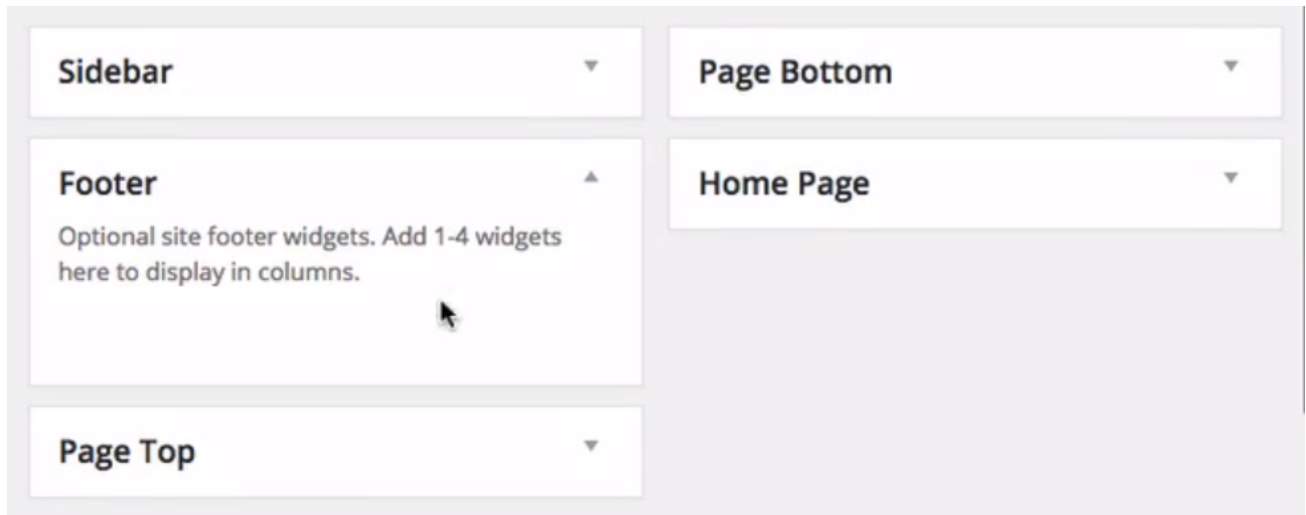 Sidebar
Footer
Optional site footer widgets. Add 1-4 widgets
here to display in columns.
Page Top
Page Bottom
Home Page